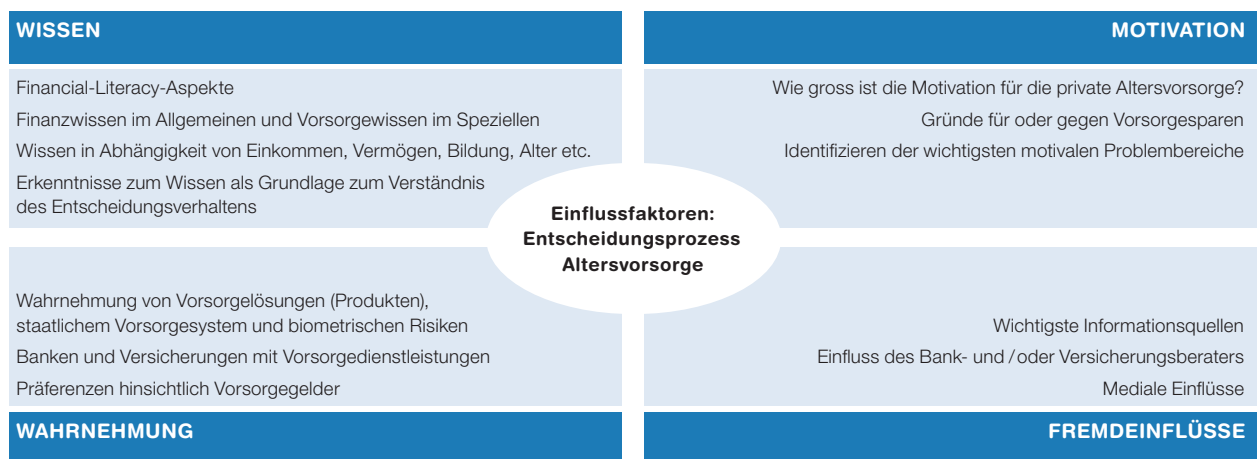 WISSEN
Financial-Literacy-Aspekte
Finanzwissen im Allgemeinen und Vorsorgewissen im Speziellen
Wissen in Abhängigkeit von Einkommen, Vermögen, Bildung, Alter etc.
Erkenntnisse zum Wissen als Grundlage zum Verständnis
des Entscheidungsverhaltens
MOTIVATION
Wie gross ist die Motivation für die private Altersvorsorge?
Gründe für oder gegen Vorsorgesparen
Identifizieren der wichtigsten motivalen Problembereiche
Einflussfaktoren:
Entscheidungsprozess
Altersvorsorge
Wahrnehmung von Vorsorgelösungen (Produkten),
staatlichem Vorsorgesystem und biometrischen Risiken
Banken und Versicherungen mit Vorsorgedienstleistungen
Präferenzen hinsichtlich Vorsorgegelder
WAHRNEHMUNG
Wichtigste Informationsquellen
Einfluss des Bank- und / oder Versicherungsberaters
Mediale Einflüsse
FREMDEINFLÜSSE